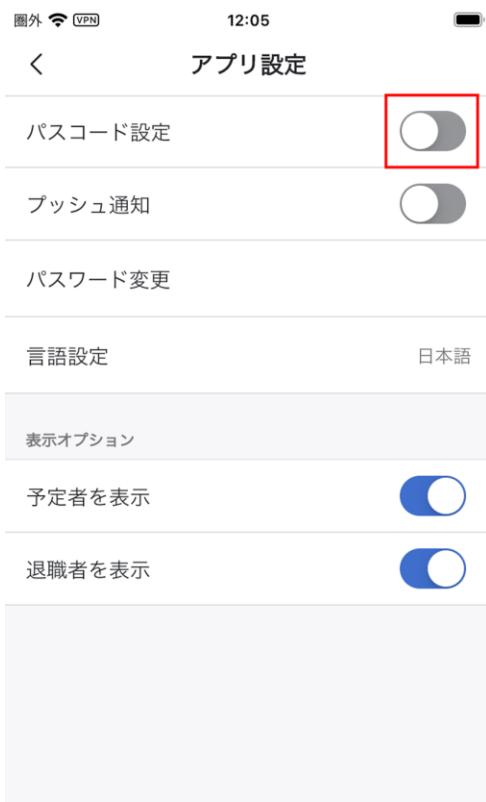 圏外 VPN 12:05
アプリ設定
パスコード設定
プッシュ通知
パスワード変更
言語設定 日本語
表示オプション
予定者を表示
退職者を表示